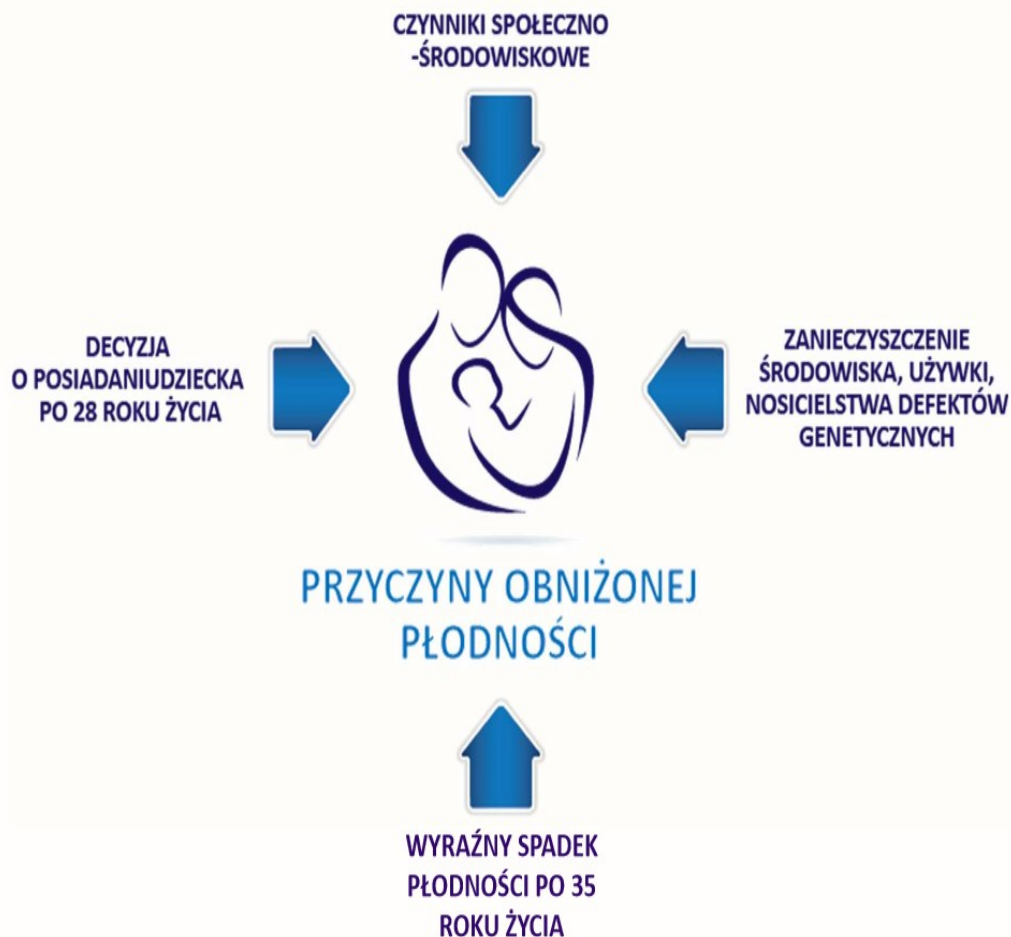 CZYNNIKI SPOŁECZNO
-ŚRODOWISKOWE
DECYZJA
O POSIADANIUDZIECKA
PO 28 ROKU ŻYCIA
ZANIECZYSZCZENIE
ŚRODOWISKA, UŻYWKI,
NOSICIELSTWA DEFEKTÓW
GENETYCZNYCH
PRZYCZYNY OBNIŻONEJ
PŁODNOŚCI
WYRAŹNY SPADEK
PŁODNOŚCI PO 35
ROKU ŻYCIA